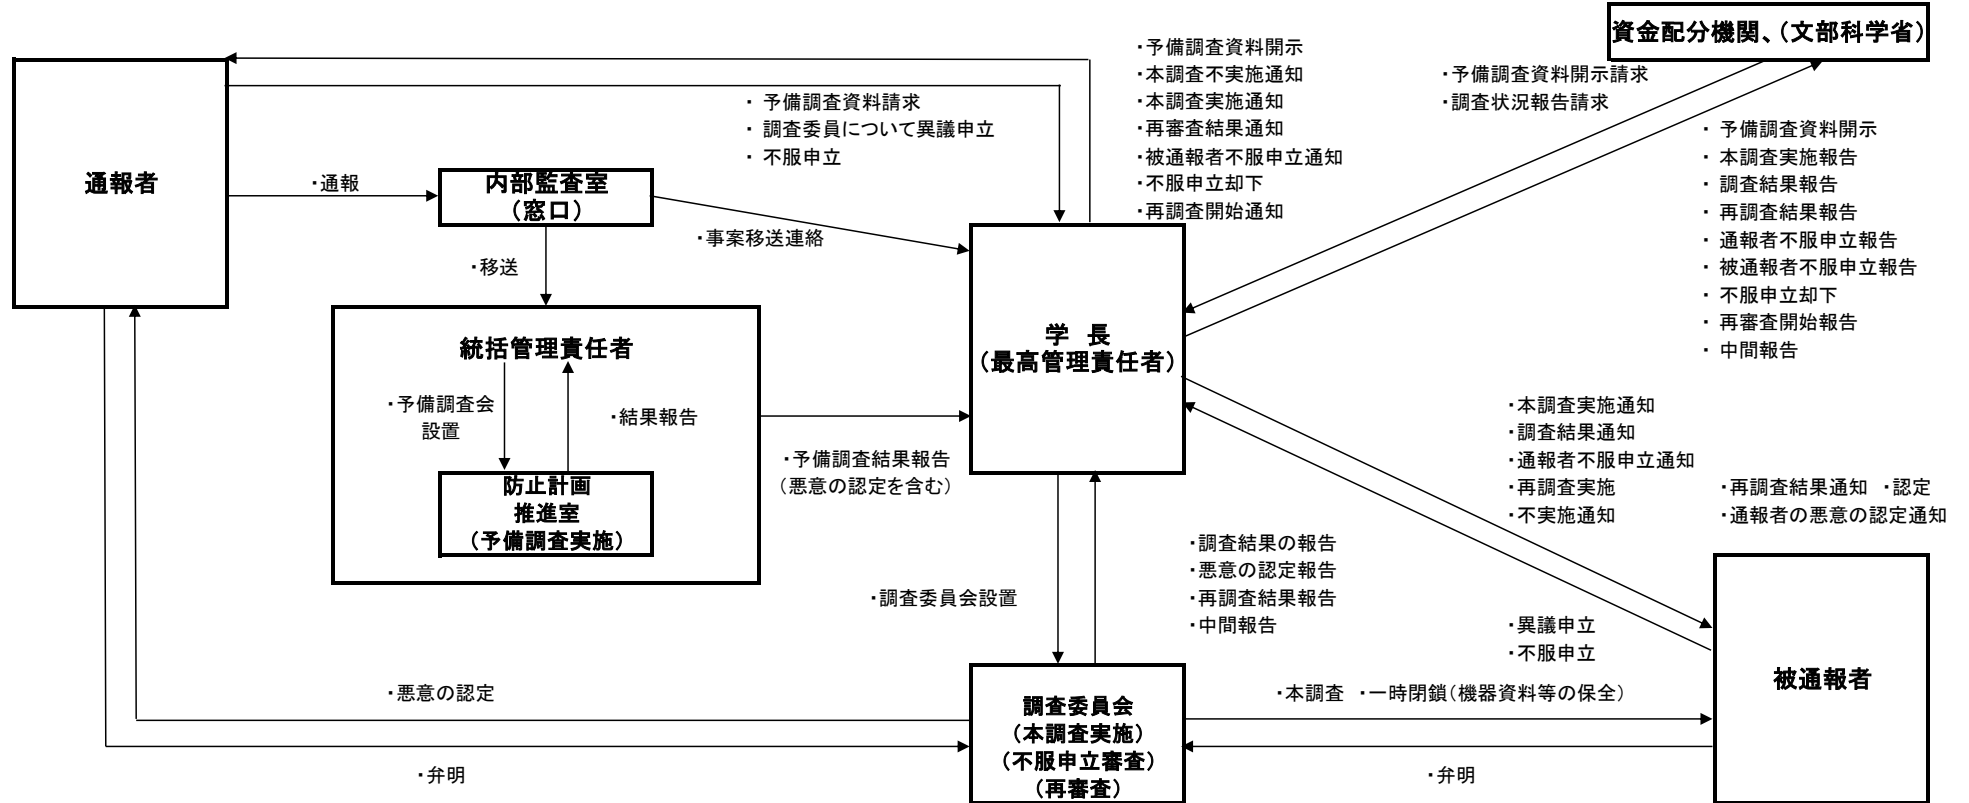 資金配分機関、（文部科学省）
通報者
・予備調査資料開示
・本調査不実施通知
・本調査実施通知
・再審査結果通知
・被通報者不服申立通知
・不服申立却下
・再調査開始通知
・予備調査資料開示請求
・調査状況報告請求
・ 予備調査資料請求
・ 調査委員について異議申立
・ 不服申立
・ 予備調査資料開示
・ 本調査実施報告
・ 調査結果報告
・ 再調査結果報告
・ 通報者不服申立報告
・ 被通報者不服申立報告
・ 不服申立却下
・ 再審査開始報告
・ 中間報告
・通報
内部監査室
（窓口）
・事案移送連絡
・移送
学　長
（最高管理責任者）
統括管理責任者
・予備調査会
設置
・結果報告
防止計画
推進室
（予備調査実施）
・予備調査結果報告
（悪意の認定を含む）
・本調査実施通知
・調査結果通知
・通報者不服申立通知
・再調査実施
・不実施通知
・再調査結果通知　・認定
・通報者の悪意の認定通知
・調査委員会設置
・調査結果の報告
・悪意の認定報告
・再調査結果報告
・中間報告
・異議申立
・不服申立
被通報者
・悪意の認定
・本調査　・一時閉鎖（機器資料等の保全）
調査委員会
（本調査実施）
（不服申立審査）
（再審査）
・弁明
・弁明